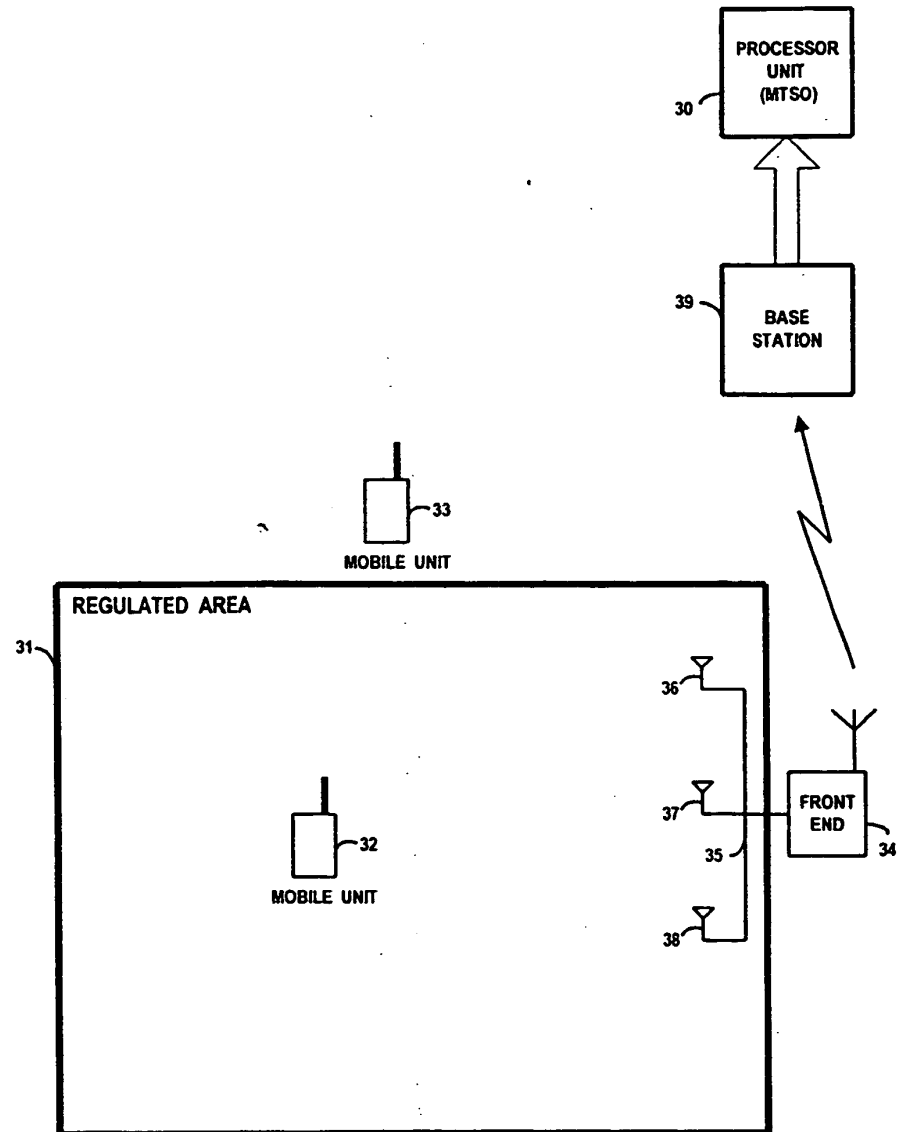 PROCESSOR
UNIT
(MTSO)
30
39
BASE
STATION
33
MOBILE UNIT
REGULATED AREA
31
36
37
FRONT
END
32
35
34
MOBILE UNIT
38